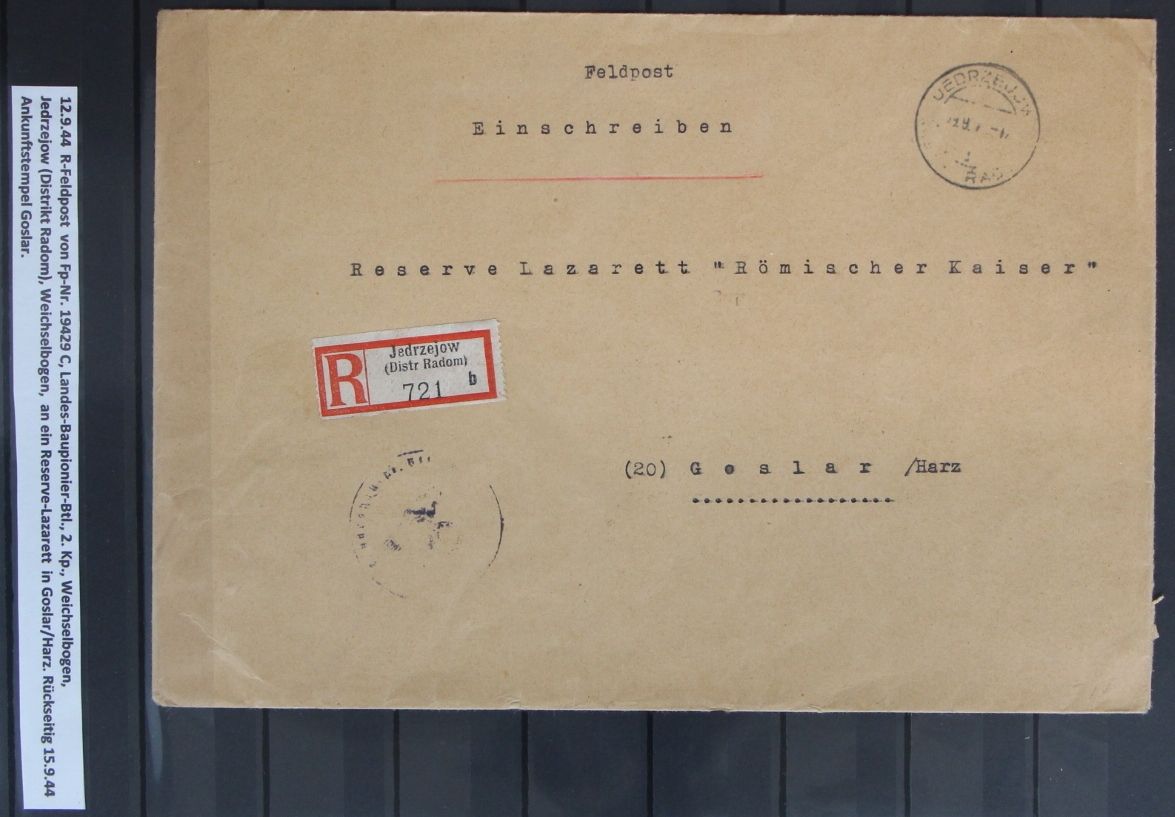 12.9.44 R-Feldpost von Fp-Nr. 19429 C, Landes-Baupionier-Btl., 2. Kp., Weichselbogen,
Jedrzejow (Distrikt Radom), Weichselbogen, an ein Reserve-Lazarett in Goslar/Harz. Rückseitig 15.9.44
Ankunftstempel Goslar.
Feldpost
Einschreiben
JEDRZEJOW
Reserve Lazarett "Römischer Kaiser"
R
Jedrzejow
(Distr Radom)
721 b
(20) Goslar /Harz